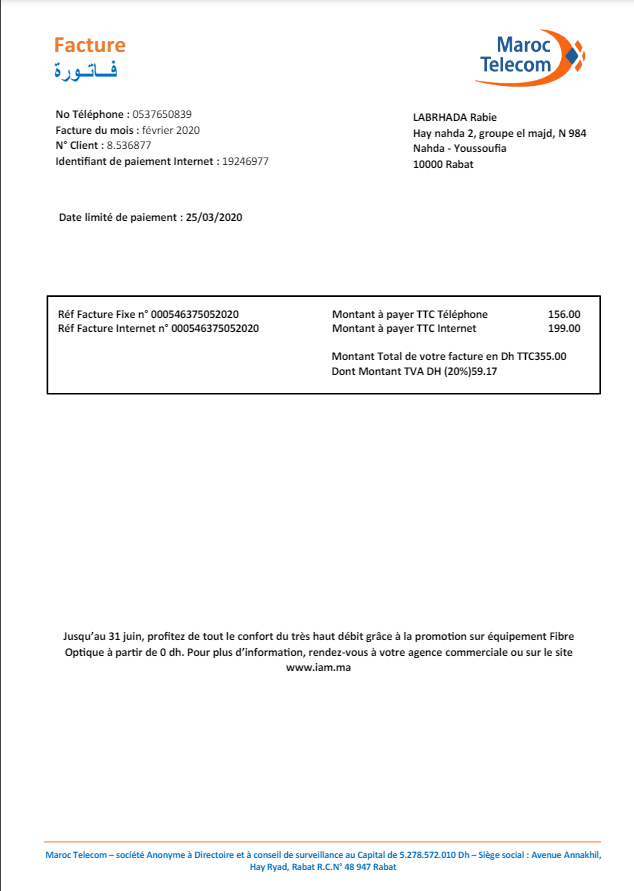 Facture
فـــاتـــورة
Maroc
Telecom
No Téléphone : 0537650839
Facture du mois : février 2020
N° Client : 8.536877
Identifiant de paiement Internet : 19246977
LABRHADA Rabie
Hay nahda 2, groupe el majd, N 984
Nahda - Youssoufia
10000 Rabat
Date limité de paiement : 25/03/2020
Réf Facture Fixe n° 000546375052020
Réf Facture Internet n° 000546375052020
Montant à payer TTC Téléphone 156.00
Montant à payer TTC Internet 199.00
Montant Total de votre facture en Dh TTC355.00
Dont Montant TVA DH (20%)59.17
Jusqu’au 31 juin, profitez de tout le confort du très haut débit grâce à la promotion sur équipement Fibre
Optique à partir de 0 dh. Pour plus d’information, rendez-vous à votre agence commerciale ou sur le site
www.iam.ma
Maroc Telecom – société Anonyme à Directoire et à conseil de surveillance au Capital de 5.278.572.010 Dh – Siège social : Avenue Annakhil,
Hay Ryad, Rabat R.C.N° 48 947 Rabat